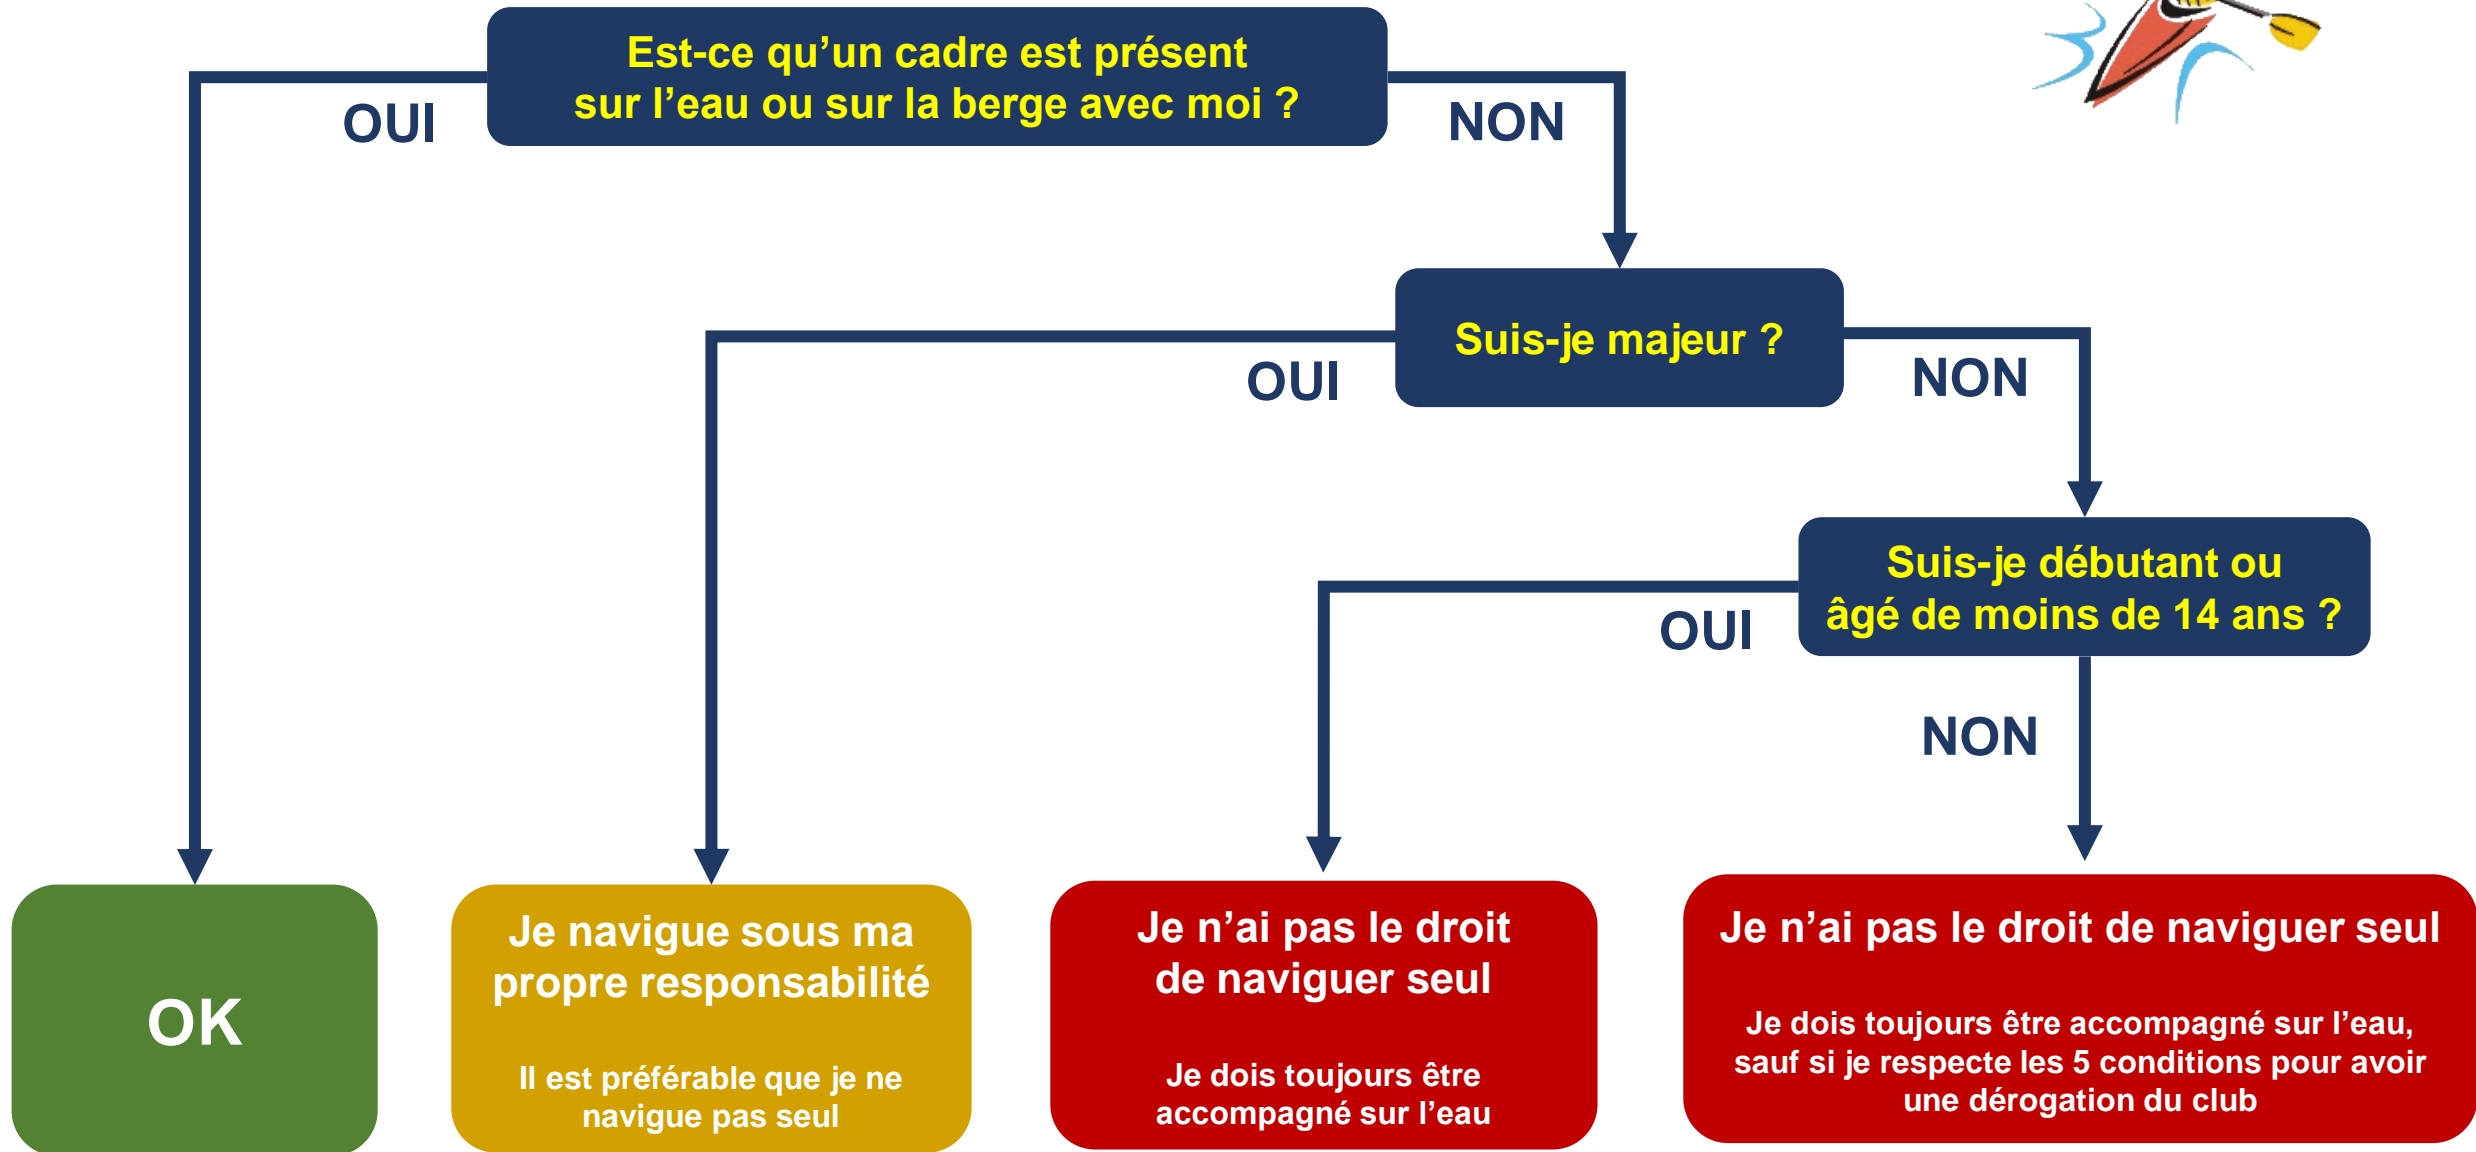 Est-ce qu’un cadre est présent
sur l’eau ou sur la berge avec moi ?
OUI
NON
Suis-je majeur ?
OUI
NON
Suis-je débutant ou
âgé de moins de 14 ans ?
OUI
NON
OK
Je navigue sous ma
propre responsabilité
Il est préférable que je ne
navigue pas seul
Je n’ai pas le droit
de naviguer seul
Je dois toujours être
accompagné sur l’eau
Je n’ai pas le droit de naviguer seul
Je dois toujours être accompagné sur l’eau,
sauf si je respecte les 5 conditions pour avoir
une dérogation du club